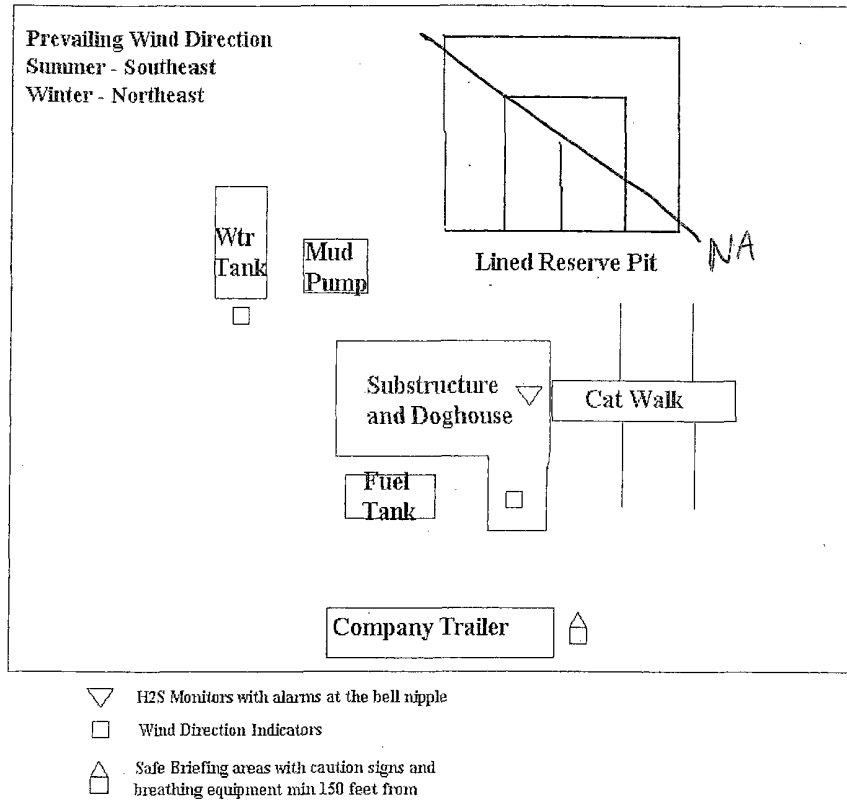 Prevailing Wind Direction
Summer - Southeast
Winter - Northeast
Wtr
Tank
Mud
Pump
Lined Reserve Pit
NA
Substructure
and Doghouse
Cat Walk
Fuel
Tank
Company Trailer
H2S Monitors with alarms at the bell nipple
Wind Direction Indicators
Safe Briefing areas with caution signs and
breathing equipment min 150 feet from